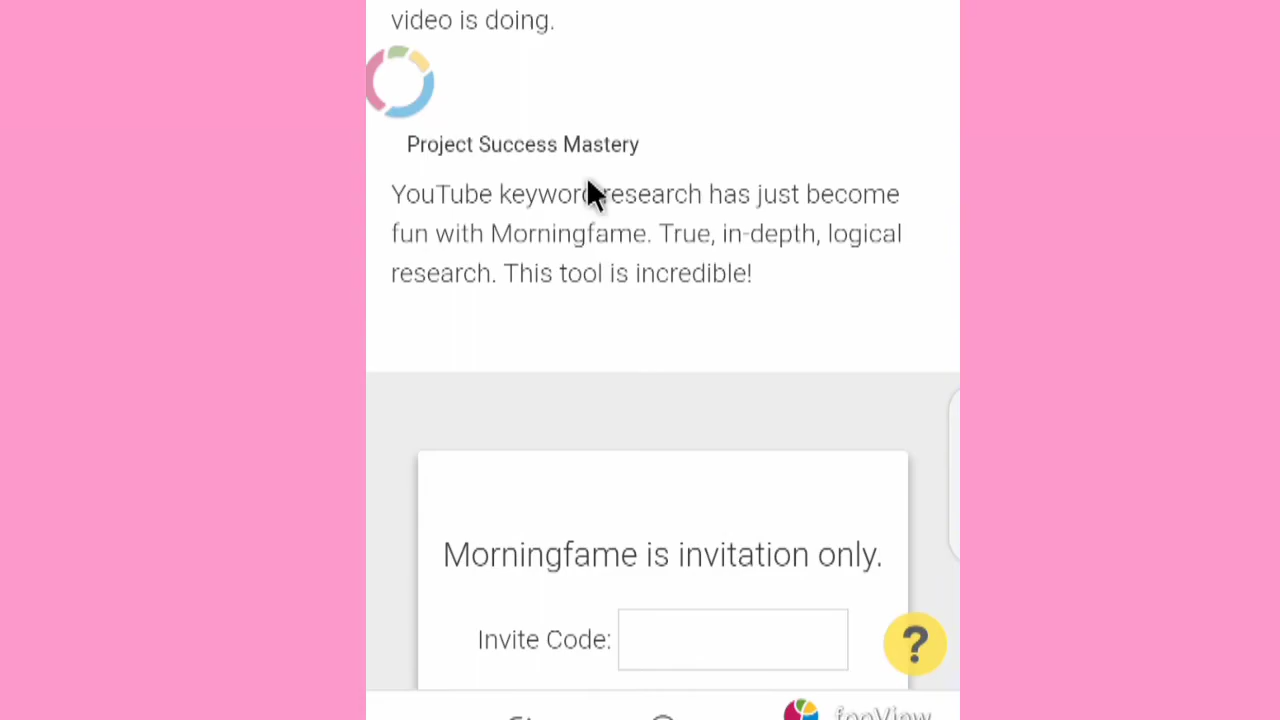 video is doing.
Project Success Mastery
YouTube keyword research has just become
fun with Morningfame. True, in-depth, logical
research. This tool is incredible!
Morningfame is invitation only.
Invite Code:
?
fooView